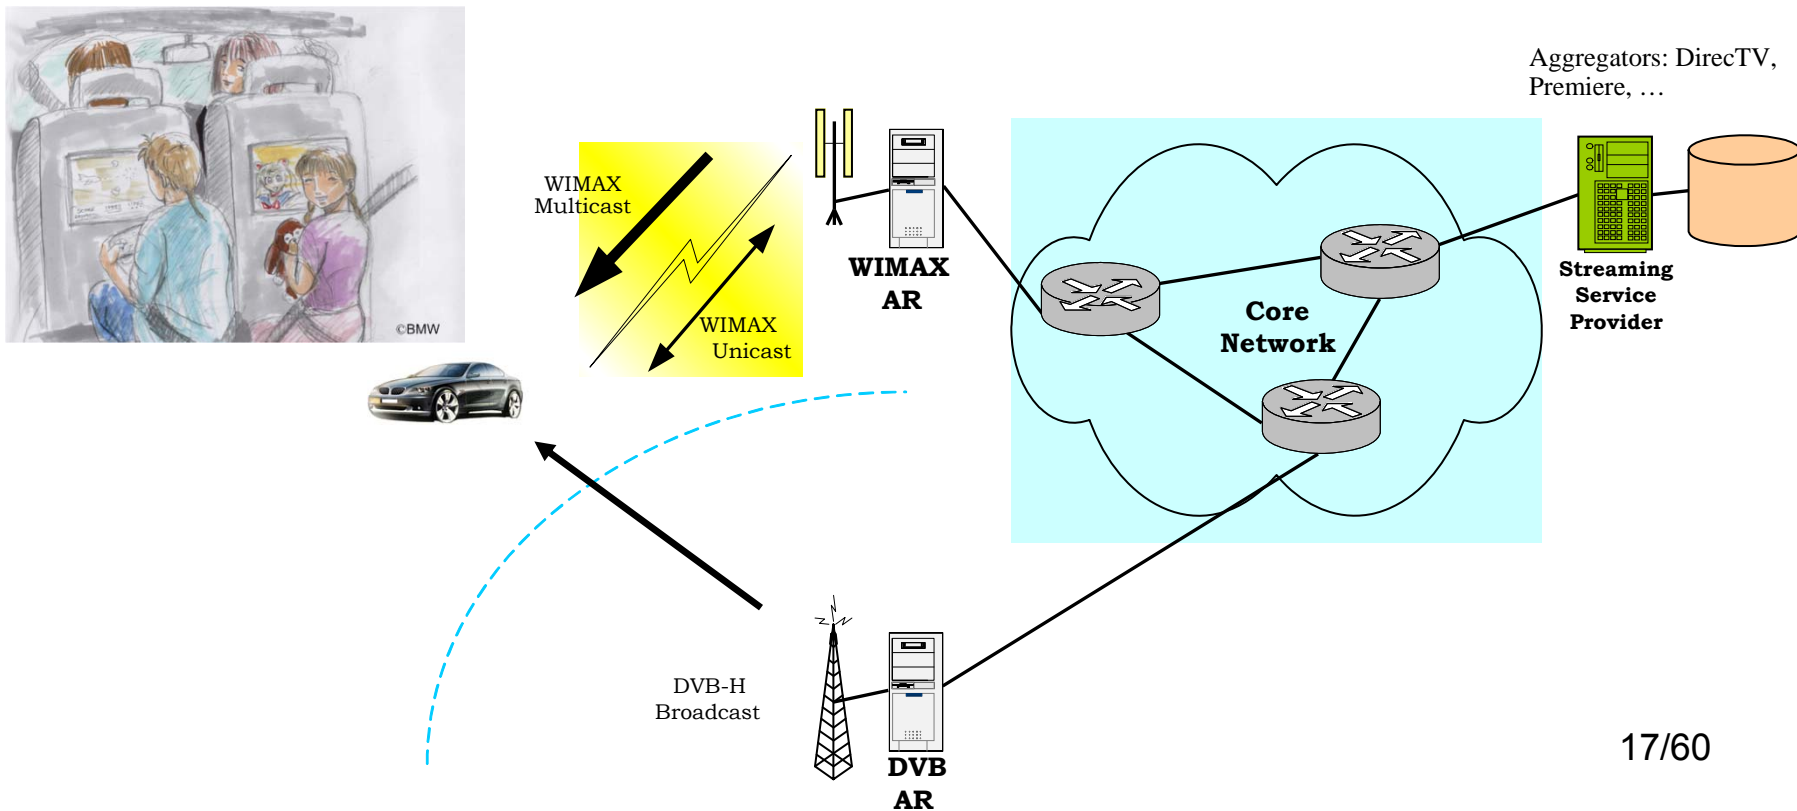 Aggregators: DirecTV,
Premiere, …
WIMAX
Multicast
WIMAX
Unicast
©BMW
WIMAX
AR
Core
Network
Streaming
Service
Provider
DVB-H
Broadcast
DVB
AR
17/60